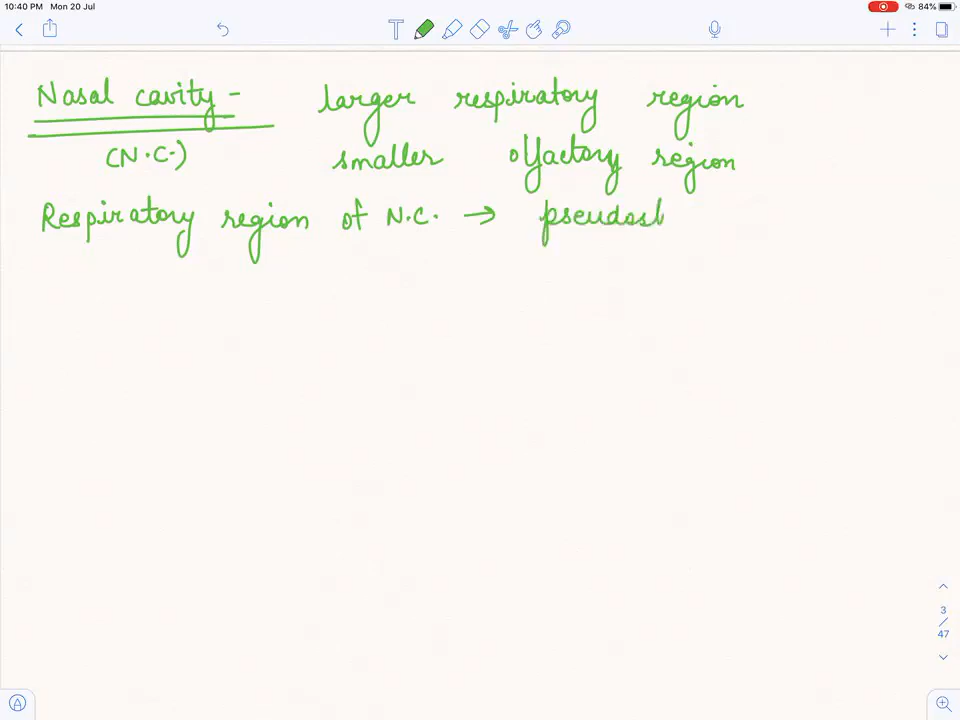 10:40 PM Mon 20 Jul 84%
Nasal cavity - larger respiratory region
(N.C.) smaller olfactory region
Respiratory region of N.C. → pseudost
3
/
47